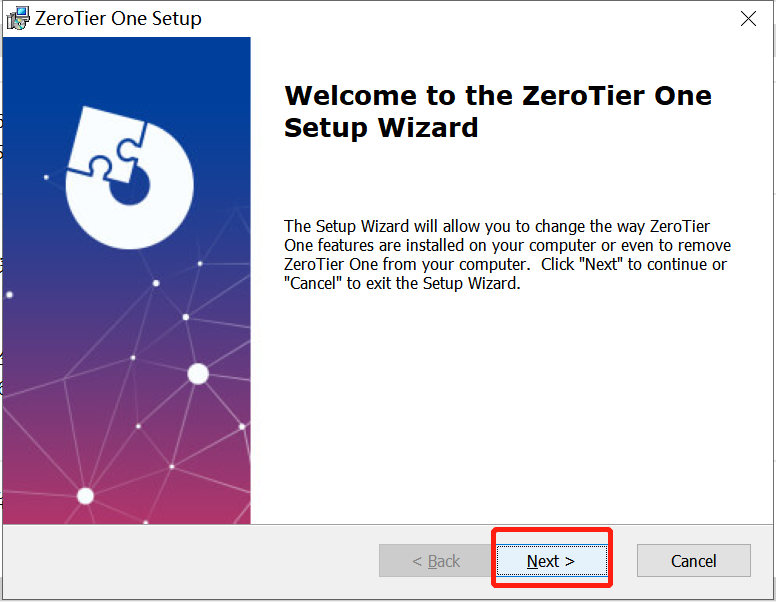 ZeroTier One Setup
Welcome to the ZeroTier One
Setup Wizard
The Setup Wizard will allow you to change the way ZeroTier
One features are installed on your computer or even to remove
ZeroTier One from your computer.  Click "Next" to continue or
"Cancel" to exit the Setup Wizard.
< Back
Next >
Cancel